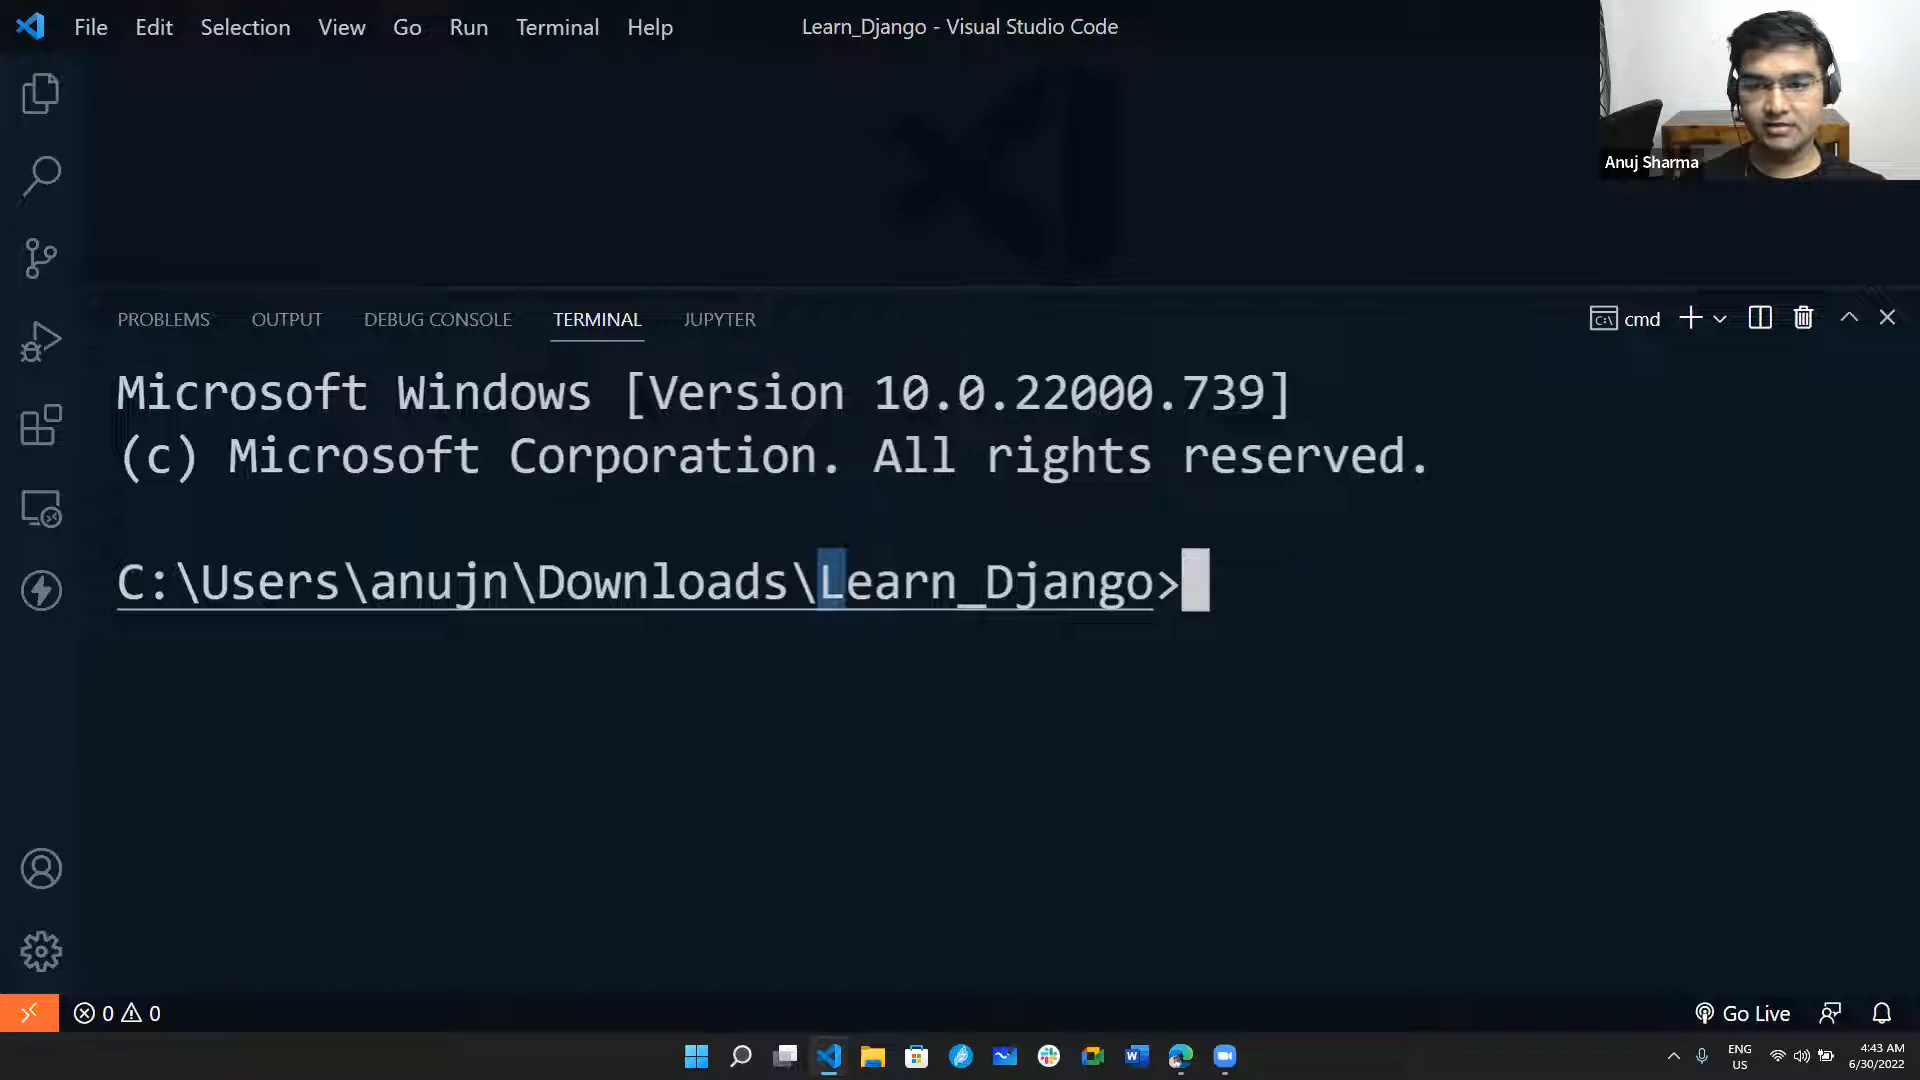 File Edit Selection View Go Run Terminal Help Learn_Django - Visual Studio Code
Anuj Sharma
PROBLEMS OUTPUT DEBUG CONSOLE TERMINAL JUPYTER cmd
Microsoft Windows [Version 10.0.22000.739]
(c) Microsoft Corporation. All rights reserved.
C:\Users\anujn\Downloads\Learn_Django>
0 0 Go Live
ENG 4:43 AM
US 6/30/2022